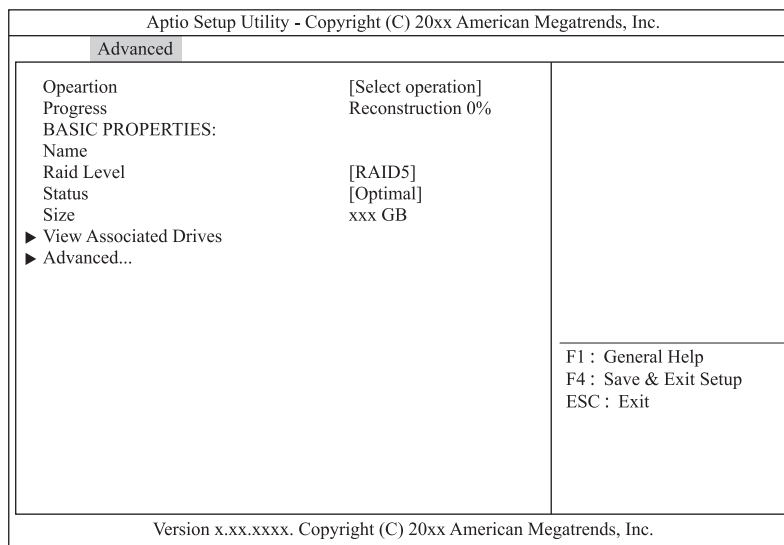 Aptio Setup Utility - Copyright (C) 20xx American Megatrends, Inc.
Advanced
Opeartion [Select operation]
Progress Reconstruction 0%
BASIC PROPERTIES:
Name
Raid Level [RAID5]
Status [Optimal]
Size xxx GB
▶ View Associated Drives
▶ Advanced...
F1 : General Help
F4 : Save & Exit Setup
ESC : Exit
Version x.xx.xxxx. Copyright (C) 20xx American Megatrends, Inc.